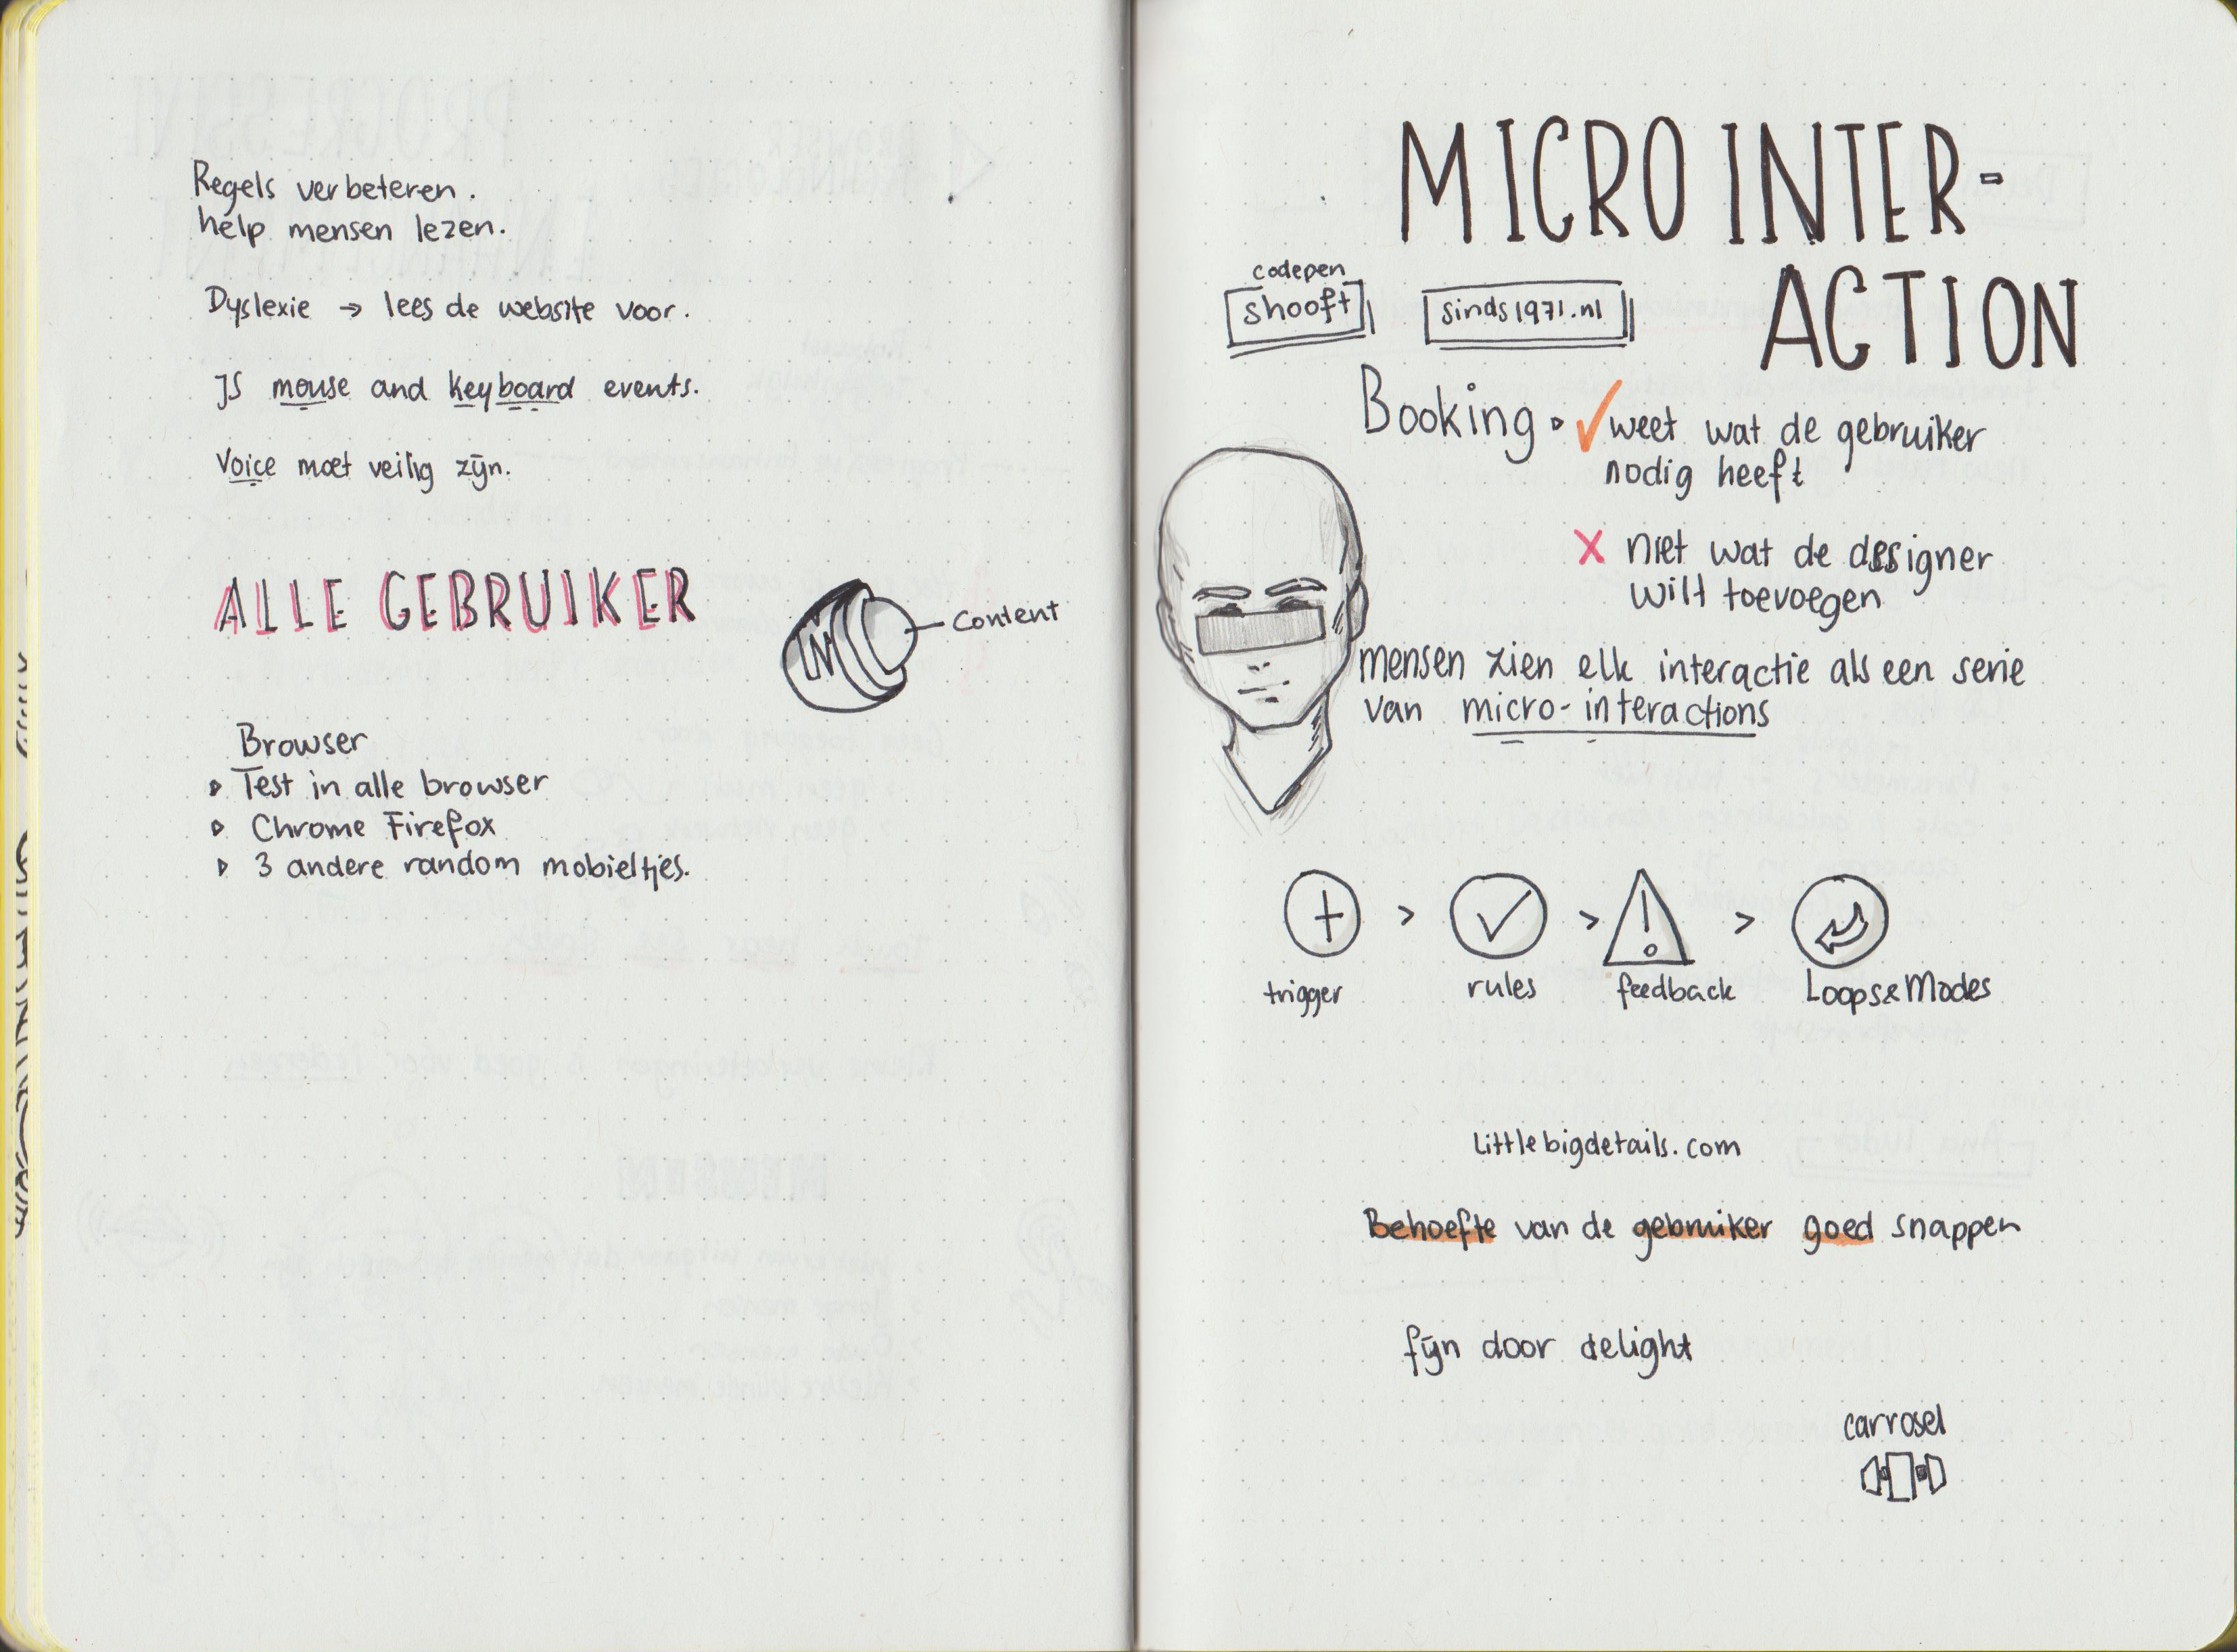 Regels verbeteren.
help mensen lezen.
Dyslexie → lees de website voor.
JS mouse and keyboard events.
Voice moet veilig zijn.
ALLE GEBRUIKER
Content
Browser
Test in alle browser
Chrome Firefox
3 andere random mobieltjes.
MICRO INTER-
ACTION
codepen
shooft
sinds1971.nl
Booking
weet wat de gebruiker
nodig heeft
niet wat de designer
wilt toevoegen
mensen zien elk interactie als een serie
van micro-interactions
trigger > rules > feedback > Loops&Modes
Littlebigdetails.com
Behoefte van de gebruiker goed snappen
fijn door delight
carrosel